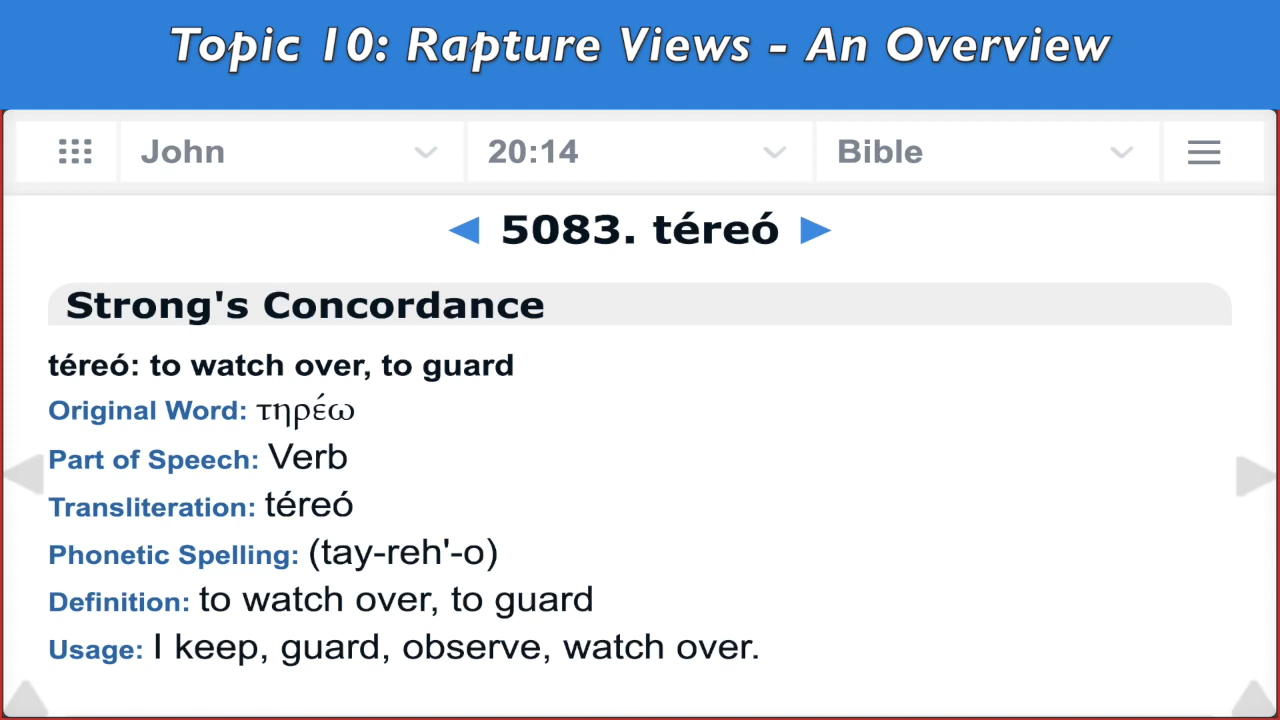 Topic 10: Rapture Views - An Overview
John 20:14 Bible
5083. téreó
Strong's Concordance
téreó: to watch over, to guard
Original Word: τηρέω
Part of Speech: Verb
Transliteration: téreó
Phonetic Spelling: (tay-reh'-o)
Definition: to watch over, to guard
Usage: I keep, guard, observe, watch over.